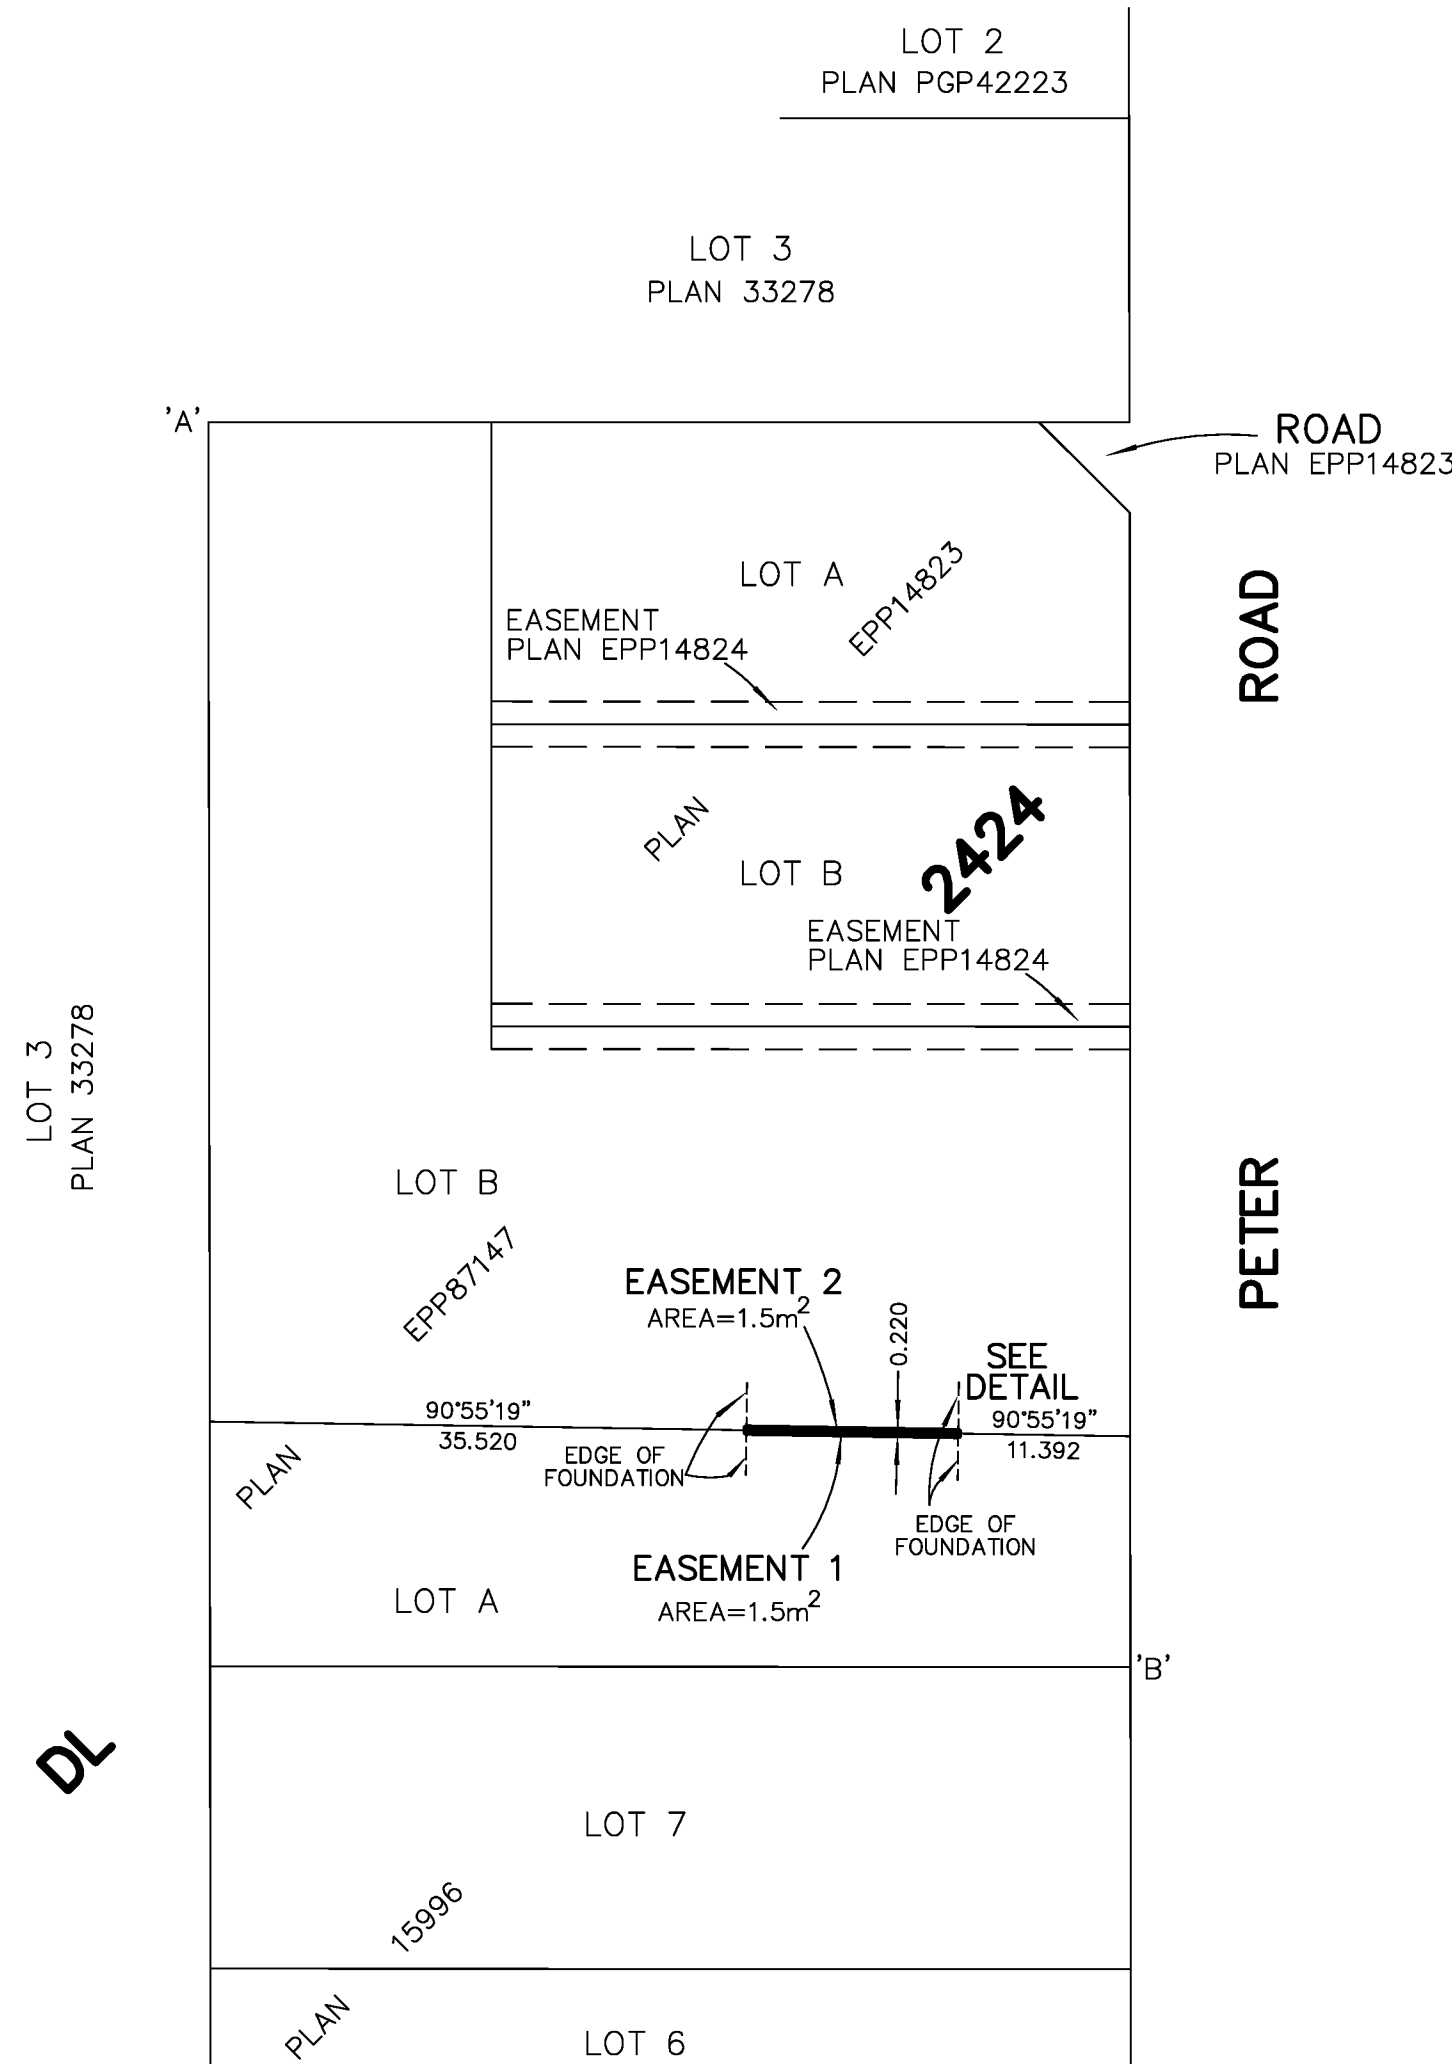 LOT 2
PLAN PGP42223
LOT 3
PLAN 33278
'A'
ROAD
PLAN EPP14823
LOT A
EPP14823
EASEMENT
PLAN EPP14824
ROAD
PLAN
LOT B
2424
EASEMENT
PLAN EPP14824
LOT 3
PLAN 33278
LOT B
EPP87147
PETER
EASEMENT 2
AREA=1.5m²
0.220
SEE
DETAIL
90°55'19"
35.520
90°55'19"
11.392
EDGE OF
FOUNDATION
PLAN
EDGE OF
FOUNDATION
EASEMENT 1
AREA=1.5m²
LOT A
'B'
DL
LOT 7
15996
PLAN
LOT 6